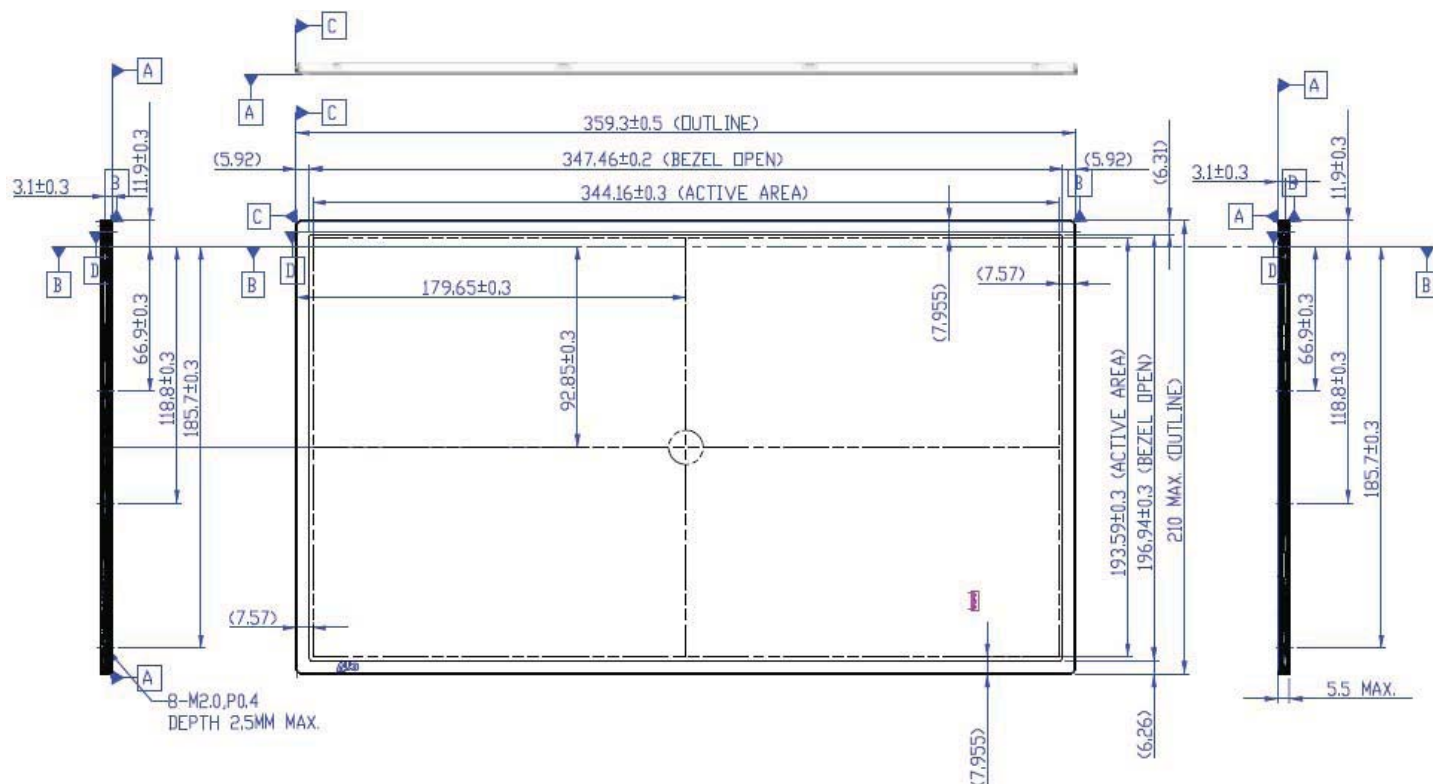 C
A
A
A
C
359.3±0.5 (OUTLINE)
(5.92)
347.46±0.2 (BEZEL OPEN)
(5.92)
344.16±0.3 (ACTIVE AREA)
(6.31)
3.1±0.3
B
11.9±0.3
3.1±0.3
B
11.9±0.3
B
C
A
D
D
D
B
B
B
179.65±0.3
(7.57)
(7.955)
66.9±0.3
118.8±0.3
185.7±0.3
92.85±0.3
193.59±0.3 (ACTIVE AREA)
196.94±0.3 (BEZEL OPEN)
210 MAX. (OUTLINE)
66.9±0.3
118.8±0.3
185.7±0.3
(7.57)
A
8-M2.0,P0.4
DEPTH 2.5MM MAX.
5.5 MAX.
(6.26)
(7.955)